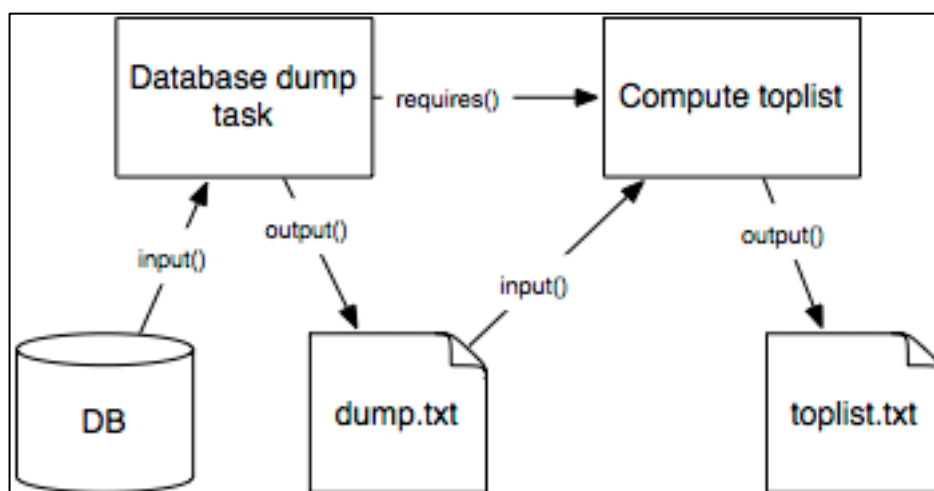 Database dump
task
requires()
Compute toplist
input()
output()
input()
output()
DB
dump.txt
toplist.txt